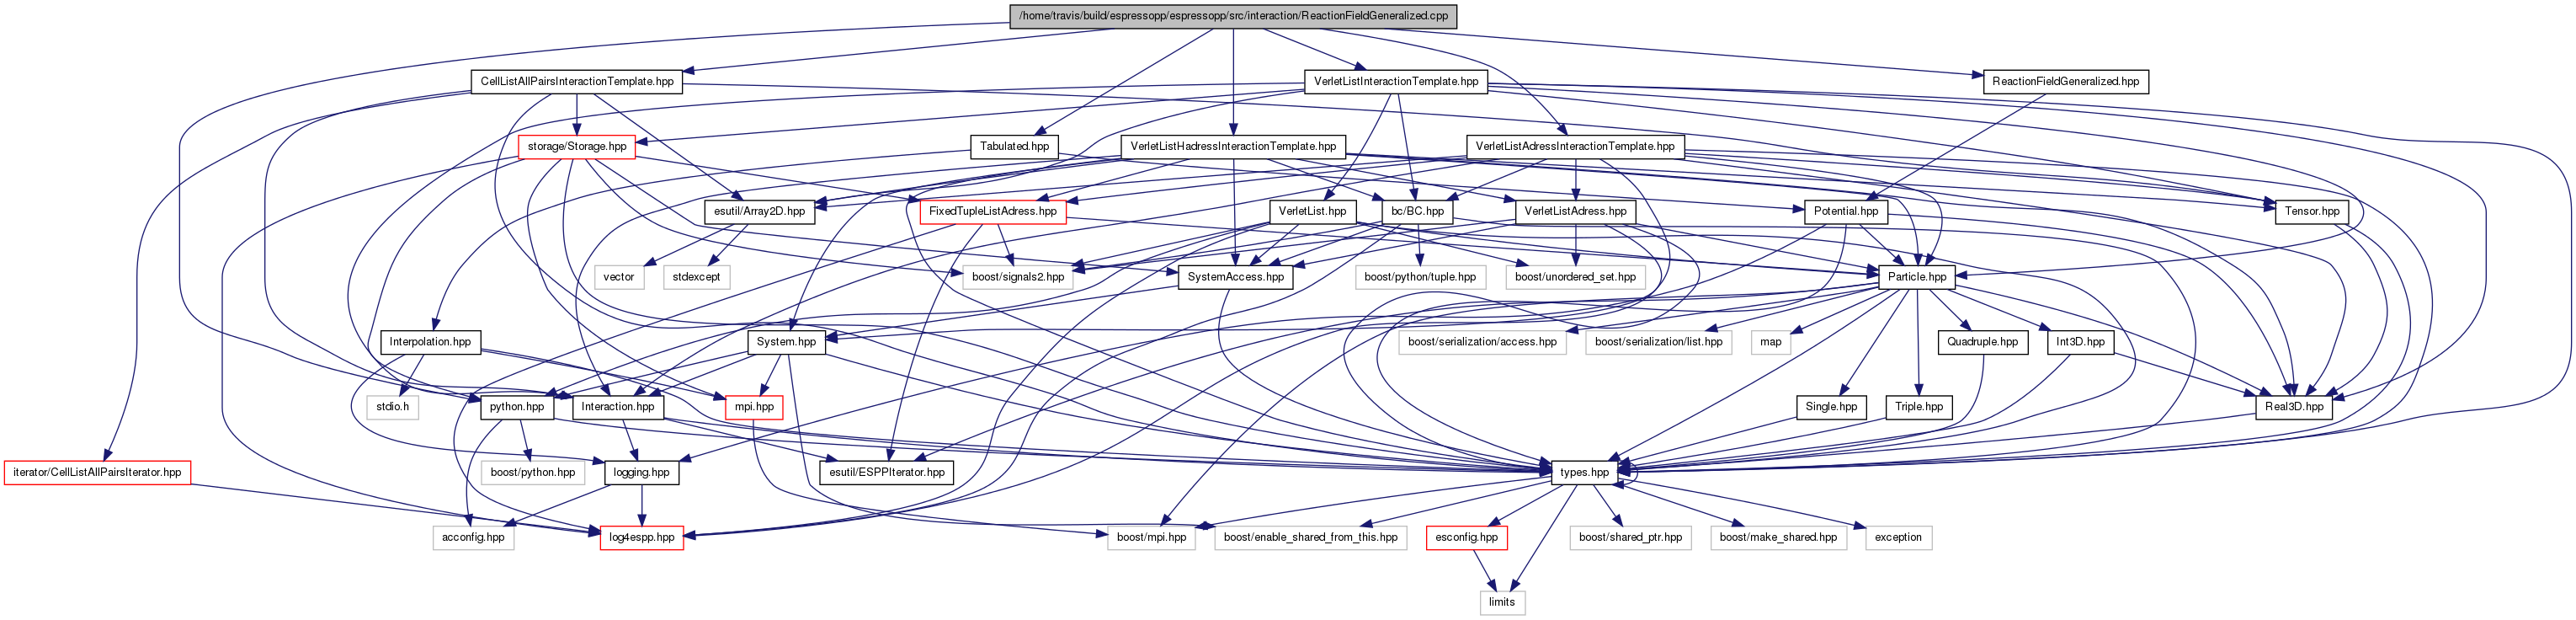 /home/travis/build/espressopp/espressopp/src/interaction/ReactionFieldGeneralized.cpp
CellListAllPairsInteractionTemplate.hpp
VerletListInteractionTemplate.hpp
ReactionFieldGeneralized.hpp
storage/Storage.hpp
Tabulated.hpp
VerletListHadressInteractionTemplate.hpp
VerletListAdressInteractionTemplate.hpp
esutil/Array2D.hpp
FixedTupleListAdress.hpp
VerletList.hpp
bc/BC.hpp
VerletListAdress.hpp
Potential.hpp
Tensor.hpp
vector
stdexcept
boost/signals2.hpp
SystemAccess.hpp
boost/python/tuple.hpp
boost/unordered_set.hpp
Particle.hpp
Interpolation.hpp
System.hpp
boost/serialization/access.hpp
boost/serialization/list.hpp
map
Quadruple.hpp
Int3D.hpp
stdio.h
python.hpp
Interaction.hpp
mpi.hpp
Single.hpp
Triple.hpp
Real3D.hpp
iterator/CellListAllPairsIterator.hpp
boost/python.hpp
logging.hpp
esutil/ESPPIterator.hpp
types.hpp
acconfig.hpp
log4espp.hpp
boost/mpi.hpp
boost/enable_shared_from_this.hpp
esconfig.hpp
boost/shared_ptr.hpp
boost/make_shared.hpp
exception
limits